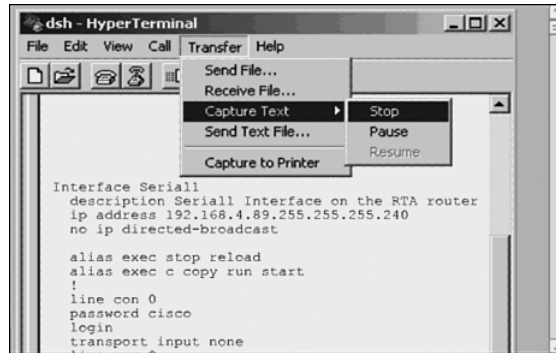 dsh - HyperTerminal
File Edit View Call Transfer Help
Send File...
Receive File...
Capture Text
Send Text File...
Capture to Printer
Stop
Pause
Resume
Interface Serial1
description Serial1 Interface on the RTA router
ip address 192.168.4.89.255.255.255.240
no ip directed-broadcast
alias exec stop reload
alias exec c copy run start
!
line con 0
password cisco
login
transport input none